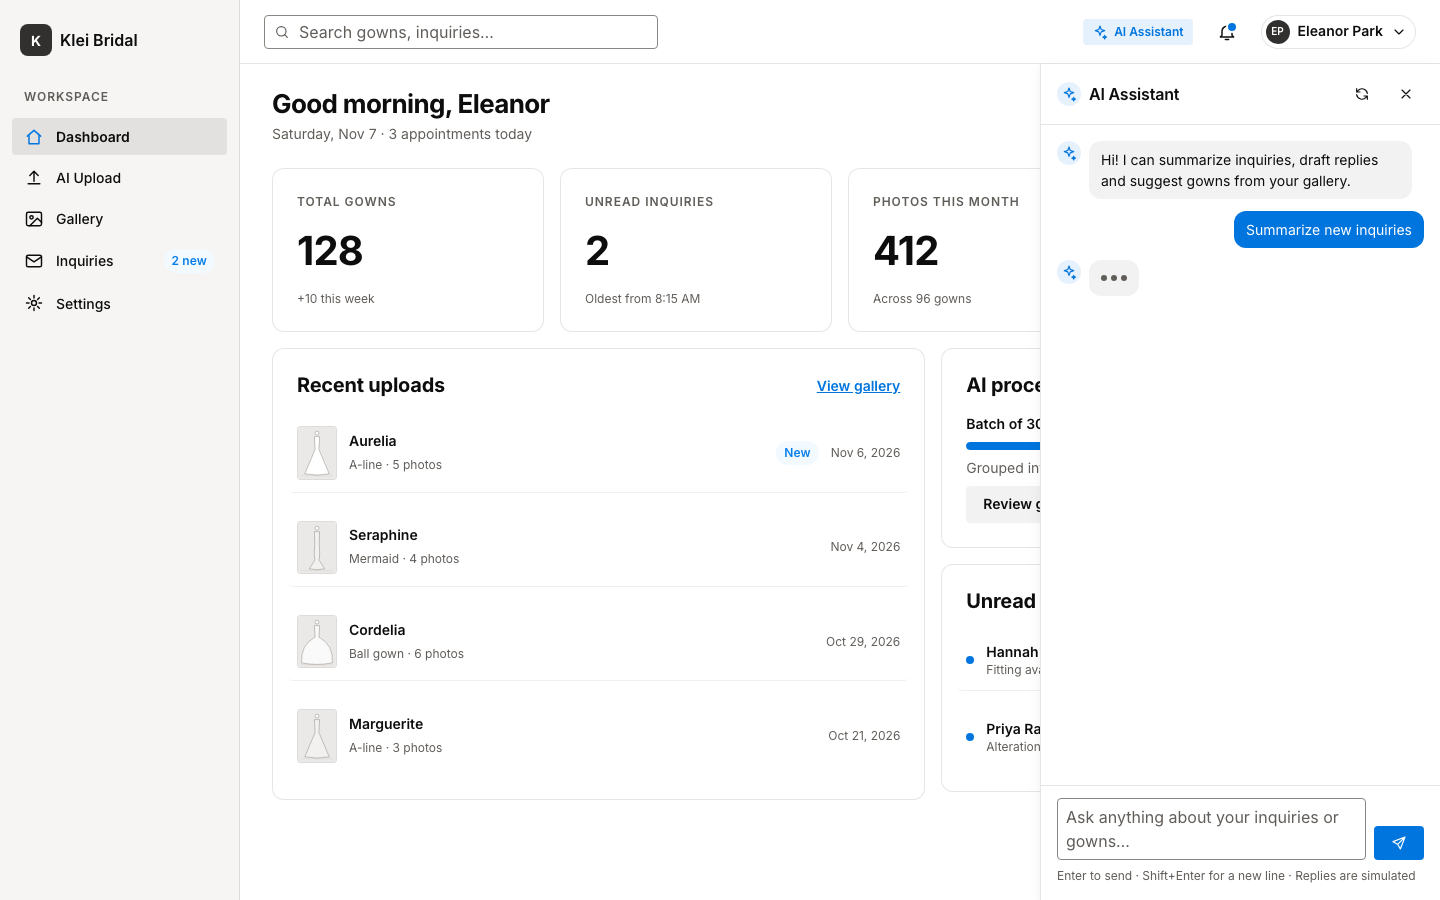 K
Klei Bridal
WORKSPACE
Dashboard
AI Upload
Gallery
Inquiries
2 new
Settings
Search gowns, inquiries...
AI Assistant
EP
Eleanor Park
Good morning, Eleanor
Saturday, Nov 7 · 3 appointments today
TOTAL GOWNS
128
+10 this week
UNREAD INQUIRIES
2
Oldest from 8:15 AM
PHOTOS THIS MONTH
412
Across 96 gowns
Recent uploads
View gallery
Aurelia
A-line · 5 photos
New
Nov 6, 2026
Seraphine
Mermaid · 4 photos
Nov 4, 2026
Cordelia
Ball gown · 6 photos
Oct 29, 2026
Marguerite
A-line · 3 photos
Oct 21, 2026
AI proce
Batch of 30
Grouped in
Review g
Unread
Hannah
Fitting ava
Priya Ra
Alteration
AI Assistant
Hi! I can summarize inquiries, draft replies
and suggest gowns from your gallery.
Summarize new inquiries
Ask anything about your inquiries or
gowns...
Enter to send · Shift+Enter for a new line · Replies are simulated